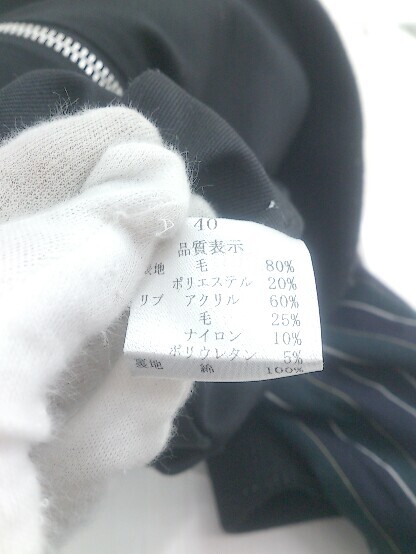 40
品質表示
表地 毛 80%
ポリエステル 20%
リブ アクリル 60%
毛 25%
ナイロン 10%
ポリウレタン 5%
裏地 綿 100%